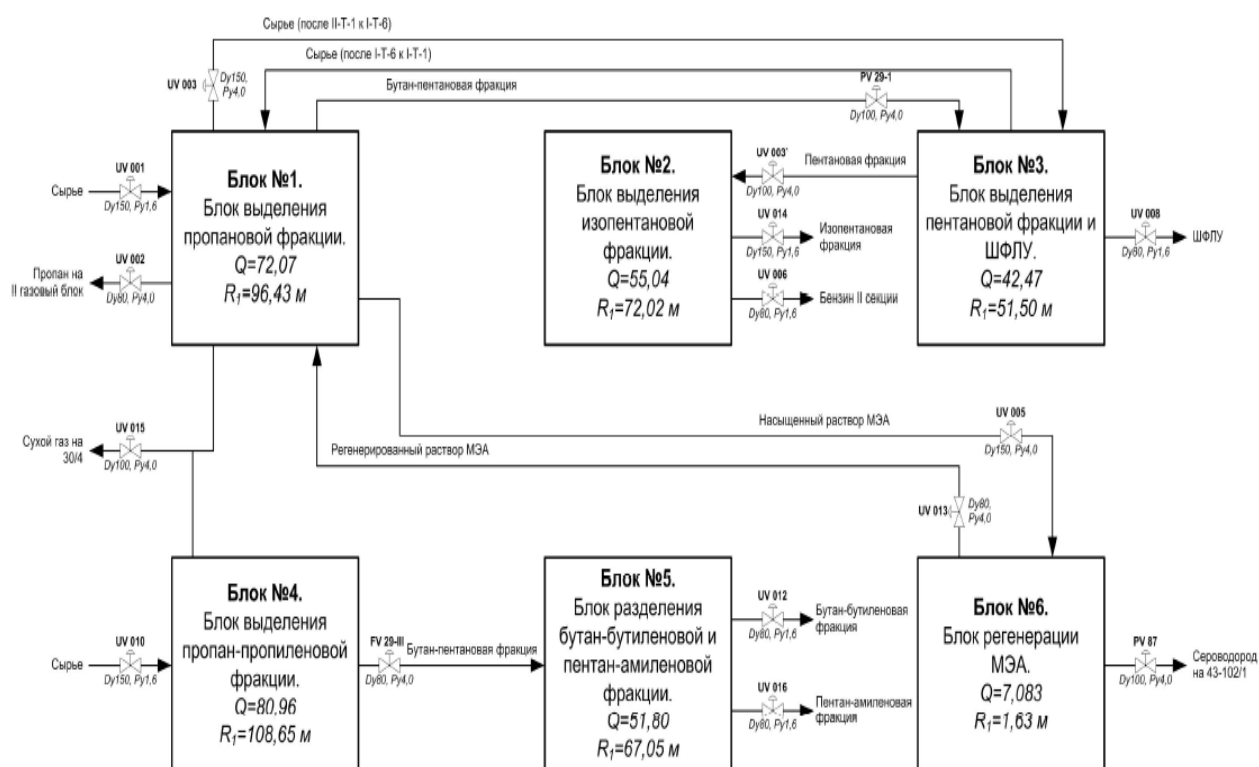 Сырье (после II-Т-1 к I-Т-6)
Сырье (после I-Т-6 к I-Т-1)
Бутан-пентановая фракция
UV 003
Dy150,
Py4,0
PV 29-1
Dy100, Py4,0
Блок №1.
Блок выделения
пропановой фракции.
Q=72,07
R₁=96,43 м
UV 001
Сырье
Dy150, Py1,6
UV 002
Пропан на
II газовый блок
Dy80, Py4,0
Блок №2.
Блок выделения
изопентановой
фракции.
Q=55,04
R₁=72,02 м
UV 003'
Пентановая фракция
Dy100, Py4,0
UV 014
Изопентановая
фракция
Dy150, Py1,6
UV 006
Бензин II секции
Dy80, Py1,6
Блок №3.
Блок выделения
пентановой фракции и
ШФЛУ.
Q=42,47
R₁=51,50 м
UV 008
ШФЛУ
Dy80, Py1,6
UV 015
Сухой газ на
30/4
Dy100, Py4,0
Насыщенный раствор МЭА
UV 005
Dy150, Py4,0
Регенерированный раствор МЭА
UV 013
Dy80,
Py4,0
Блок №4.
Блок выделения
пропан-пропиленовой
фракции.
Q=80,96
R₁=108,65 м
UV 010
Сырье
Dy150, Py1,6
FV 29-III
Бутан-пентановая фракция
Dy80, Py4,0
Блок №5.
Блок разделения
бутан-бутиленовой и
пентан-амиленовой
фракции.
Q=51,80
R₁=67,05 м
UV 012
Бутан-бутиленовая
фракция
Dy80, Py1,6
UV 016
Пентан-амиленовая
фракция
Dy80, Py1,6
Блок №6.
Блок регенерации
МЭА.
Q=7,083
R₁=1,63 м
PV 87
Сероводород
на 43-102/1
Dy100, Py4,0